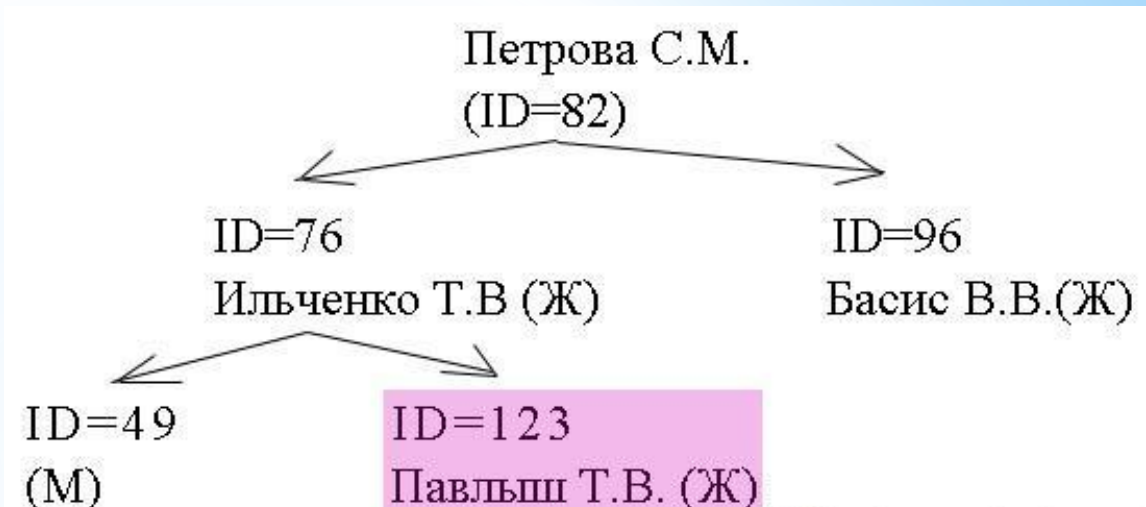 Петрова С.М.
(ID=82)
ID=76
ID=96
Ильченко Т.В (Ж)
Басис В.В.(Ж)
ID=49
ID=123
(М)
Павлыш Т.В. (Ж)